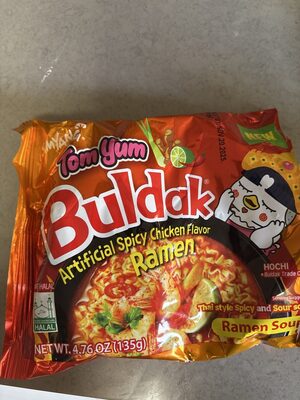 Tom Yum
NEW
Buldak
Artificial Spicy Chicken Flavor
Ramen
HOCHI
HALAL
Thai style Spicy and Sour
Ramen Soup
NET WT. 4.76 OZ (135g)